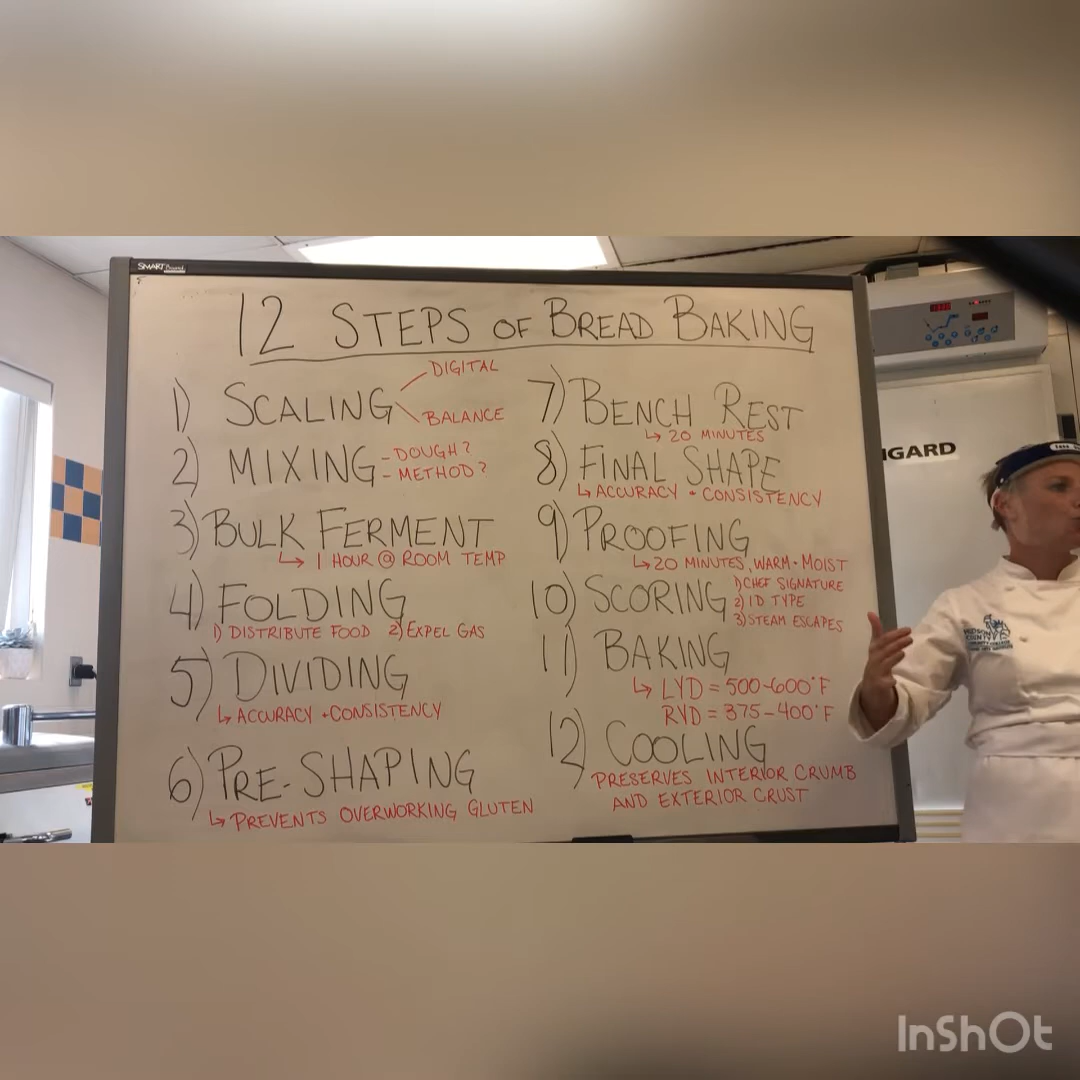 SMART Board
12 STEPS OF BREAD BAKING
1) SCALING
DIGITAL
BALANCE
2) MIXING
- DOUGH?
- METHOD?
3) BULK FERMENT
↳ 1 HOUR @ ROOM TEMP
4) FOLDING
1) DISTRIBUTE FOOD 2) EXPEL GAS
5) DIVIDING
↳ ACCURACY + CONSISTENCY
6) PRE-SHAPING
↳ PREVENTS OVERWORKING GLUTEN
7) BENCH REST
↳ 20 MINUTES
8) FINAL SHAPE
↳ ACCURACY + CONSISTENCY
9) PROOFING
↳ 20 MINUTES, WARM + MOIST
10) SCORING
1) CHEF SIGNATURE
2) ID TYPE
3) STEAM ESCAPES
11) BAKING
↳ LYD = 500-600°F
RYD = 375-400°F
12) COOLING
PRESERVES INTERIOR CRUMB
AND EXTERIOR CRUST
GARD
HUDSON
COUNTY
InShOt